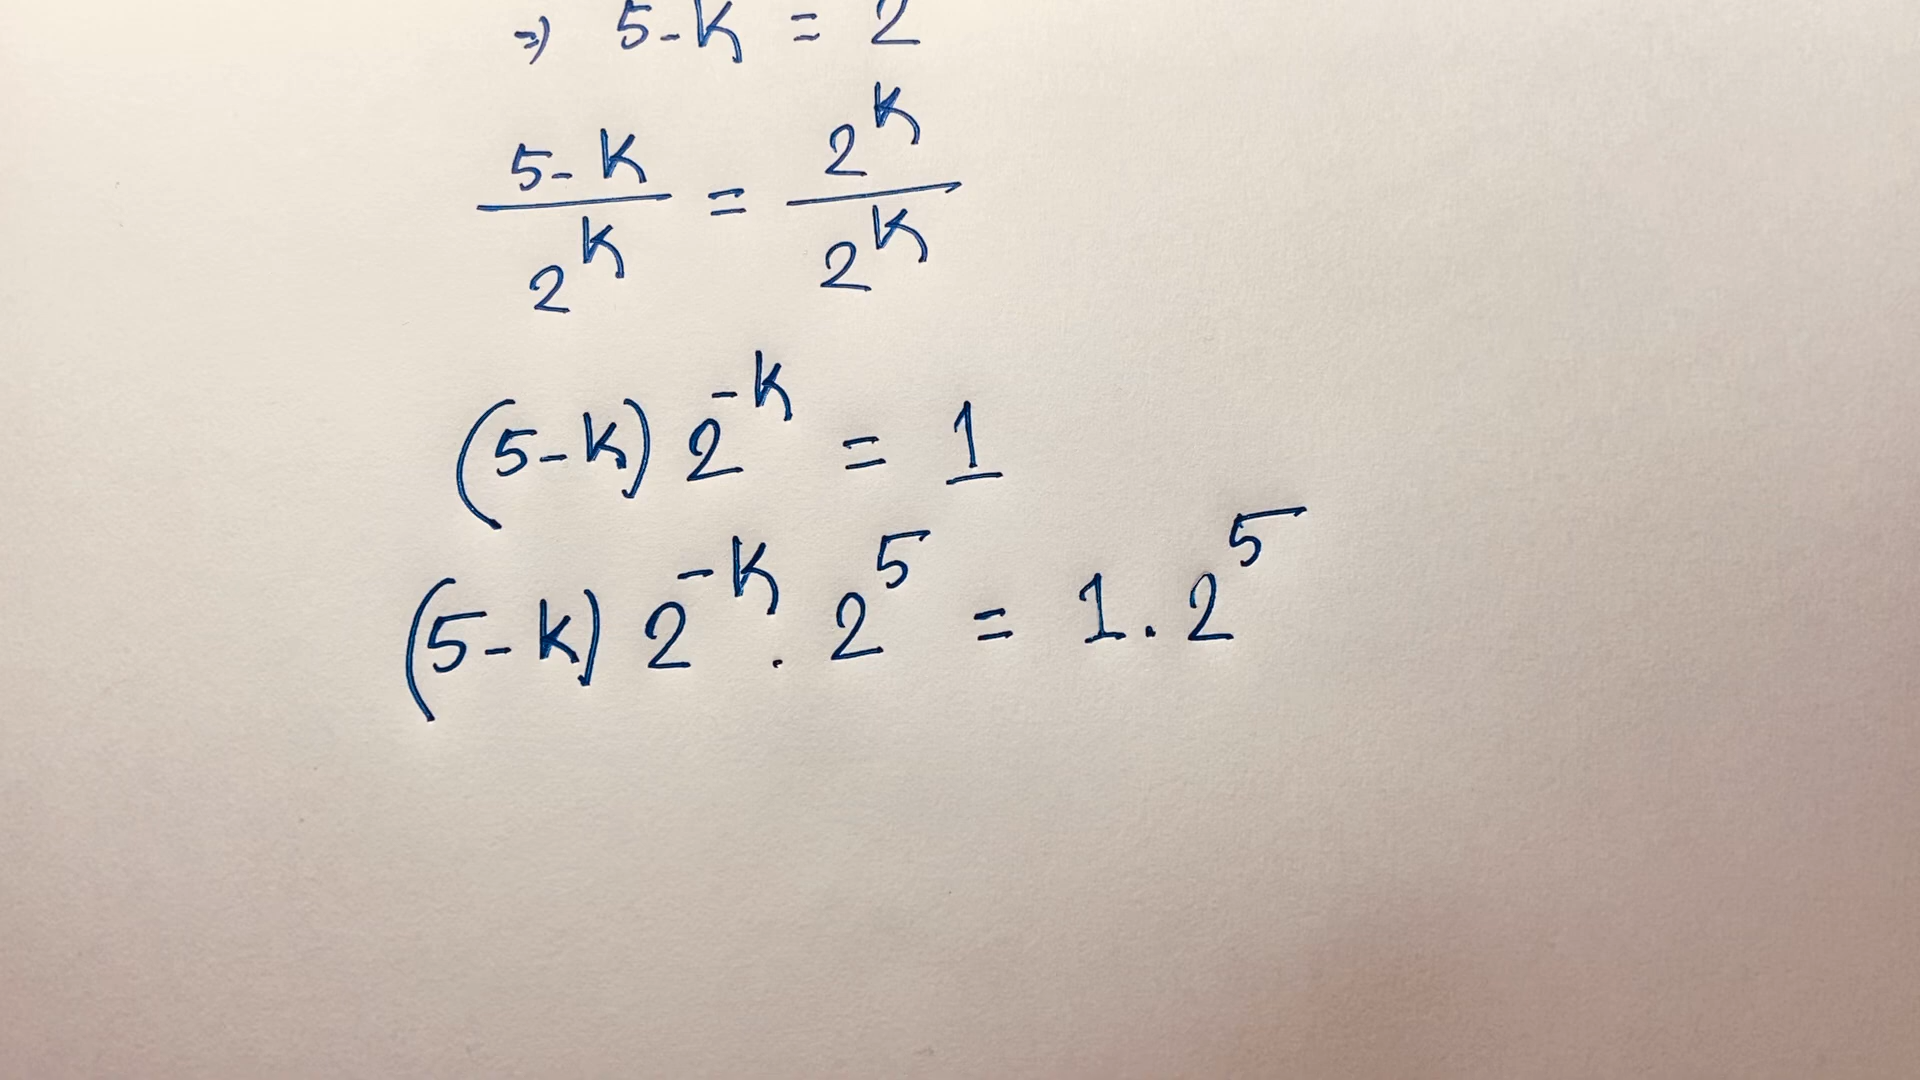 ⇒ 5-K = 2
5-K/2^K = 2^K/2^K
(5-K) 2^-K = 1
(5-K) 2^-K . 2^5 = 1 . 2^5